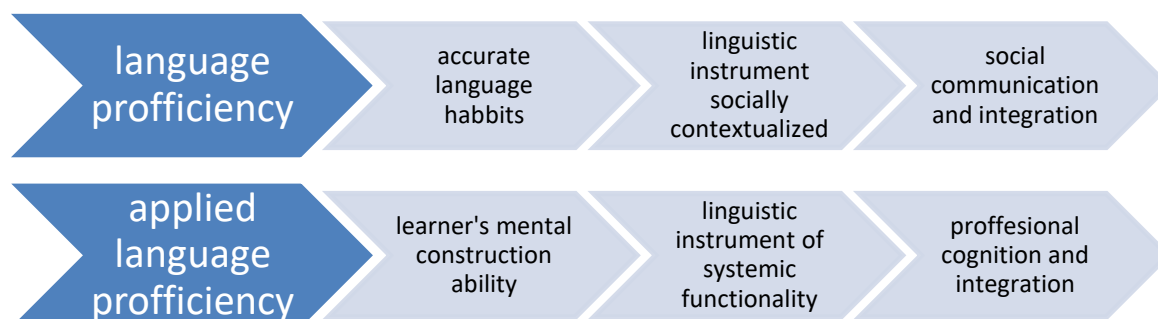 language
profficiency
accurate
language
habbits
linguistic
instrument
socially
contextualized
social
communication
and integration
applied
language
profficiency
learner's mental
construction
ability
linguistic
instrument of
systemic
functionality
proffesional
cognition and
integration